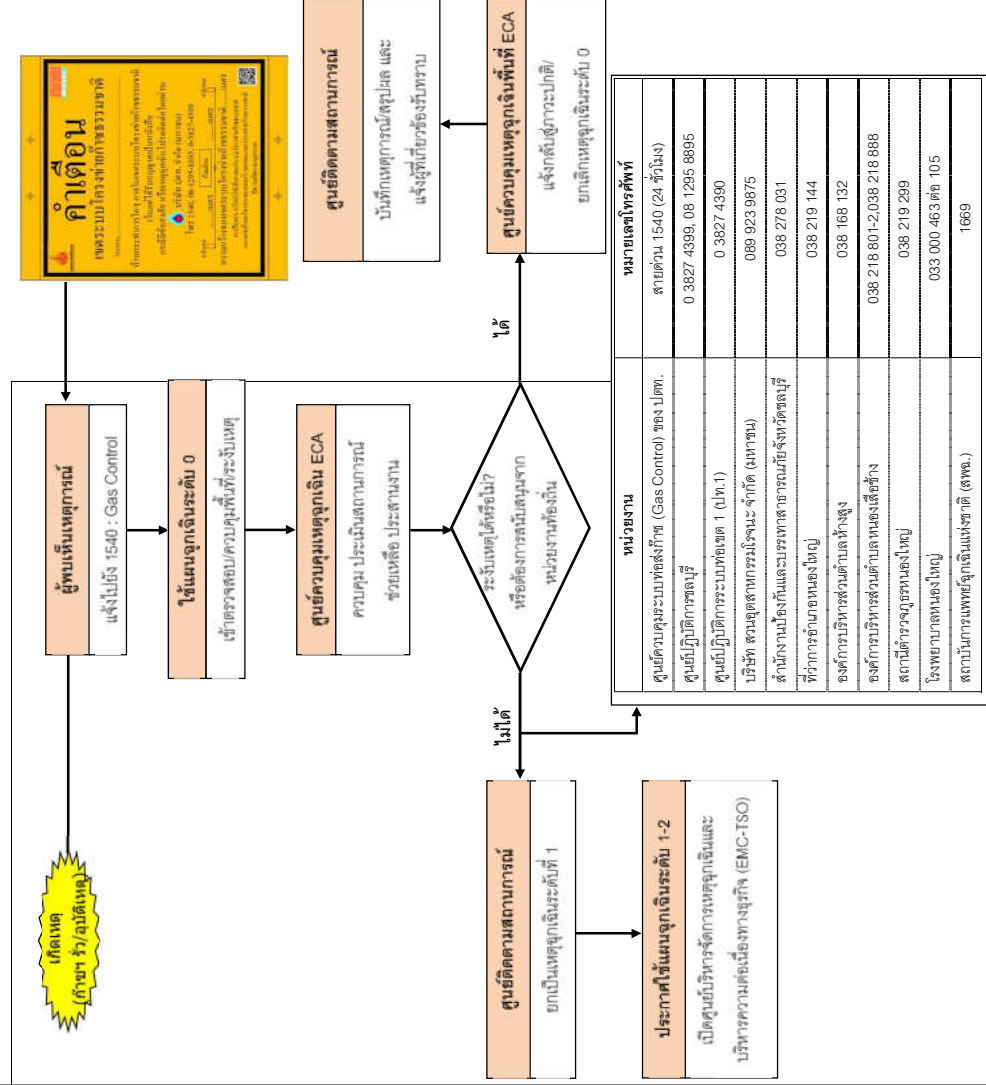 เกิดเหตุ
(ก๊าซฯ รั่ว/อุบัติเหตุ)
ผู้พบเห็นเหตุการณ์
แจ้งไปยัง 1540 : Gas Control
คำเตือน
เขตระบบโครงข่ายก๊าซธรรมชาติ
ใช้แผนฉุกเฉินระดับ 0
เข้าตรวจสอบ/ควบคุมพื้นที่/ระงับเหตุ
ศูนย์ควบคุมเหตุฉุกเฉิน ECA
ควบคุม ประเมินสถานการณ์
ช่วยเหลือ ประสานงาน
ระงับเหตุได้หรือไม่?
หรือต้องการสนับสนุนจาก
หน่วยงานท้องถิ่น
ไม่ได้
ได้
ศูนย์ติดตามสถานการณ์
ยกเป็นเหตุฉุกเฉินระดับที่ 1
ประกาศใช้แผนฉุกเฉินระดับ 1-2
เปิดศูนย์บริหารจัดการเหตุฉุกเฉินและ
บริหารความต่อเนื่องทางธุรกิจ (EMC-TSO)
ศูนย์ควบคุมเหตุฉุกเฉินพื้นที่ ECA
แจ้งกลับสู่ภาวะปกติ/
ยกเลิกเหตุฉุกเฉินระดับ 0
ศูนย์ติดตามสถานการณ์
บันทึกเหตุการณ์/สรุปผล และ
แจ้งผู้ที่เกี่ยวข้องรับทราบ
หน่วยงาน หมายเลขโทรศัพท์
ศูนย์ควบคุมระบบท่อส่งก๊าซ (Gas Control) ของ ปตท. สายด่วน 1540 (24 ชั่วโมง)
ศูนย์ปฏิบัติการชลบุรี 0 3827 4399, 08 1295 8895
ศูนย์ปฏิบัติการระบบท่อเขต 1 (ปท.1) 0 3827 4390
บริษัท สวนอุตสาหกรรมโรจนะ จำกัด (มหาชน) 089 923 9875
สำนักงานป้องกันและบรรเทาสาธารณภัยจังหวัดชลบุรี 038 278 031
ที่ว่าการอำเภอหนองใหญ่ 038 219 144
องค์การบริหารส่วนตำบลห้างสูง 038 168 132
องค์การบริหารส่วนตำบลหนองเสือช้าง 038 218 801-2,038 218 888
สถานีตำรวจภูธรหนองใหญ่ 038 219 299
โรงพยาบาลหนองใหญ่ 033 000 463 ต่อ 105
สถาบันการแพทย์ฉุกเฉินแห่งชาติ (สพฉ.) 1669